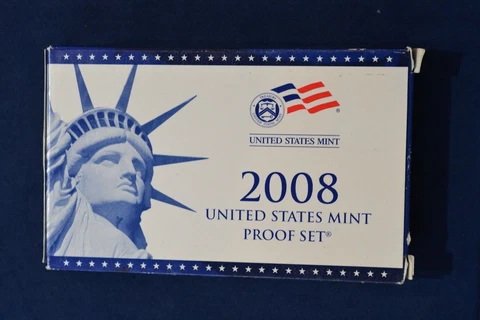 UNITED STATES MINT
2008
UNITED STATES MINT
PROOF SET®